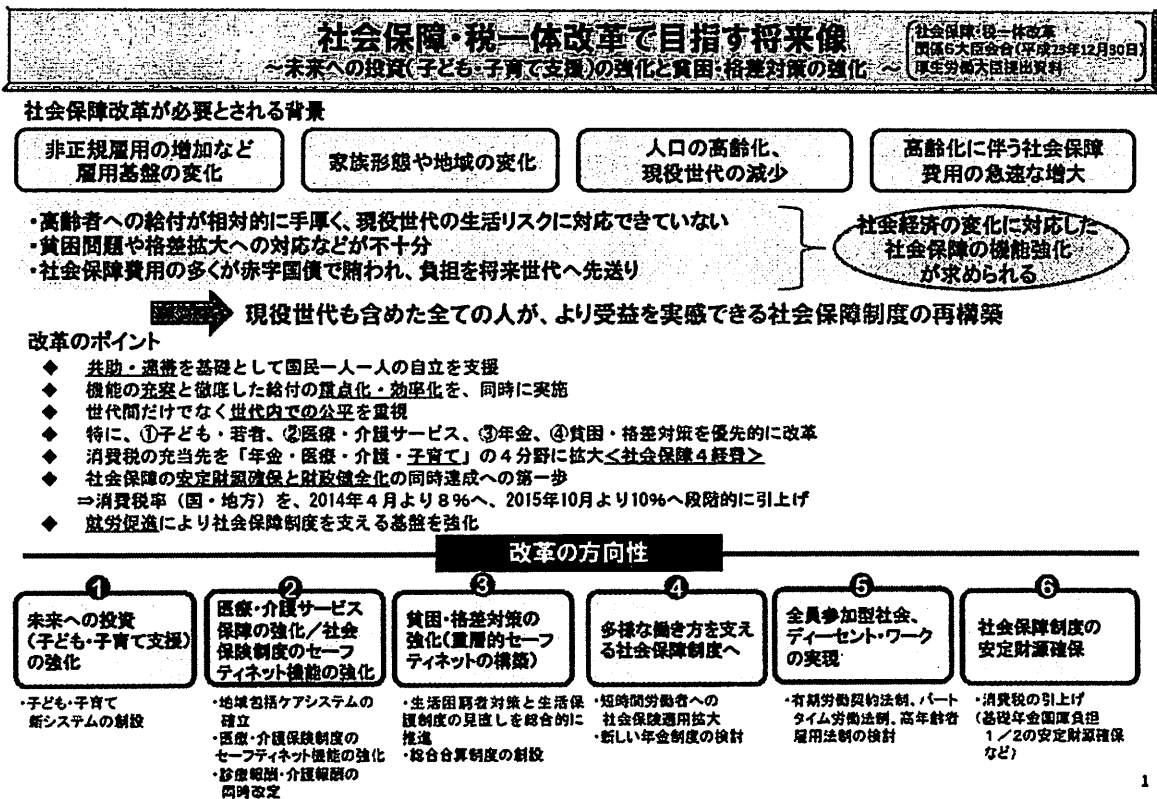 社会保障・税一体改革で目指す将来像
~未来への投資(子ども・子育て支援)の強化と貧困・格差対策の強化 ~
社会保障・税一体改革
関係5大臣会合(平成23年12月30日)
厚生労働大臣提出資料
社会保障改革が必要とされる背景
非正規雇用の増加など
雇用基盤の変化
家族形態や地域の変化
人口の高齢化、
現役世代の減少
高齢化に伴う社会保障
費用の急速な増大
・高齢者への給付が相対的に手厚く、現役世代の生活リスクに対応できていない
・貧困問題や格差拡大への対応などが不十分
・社会保障費用の多くが赤字国債で賄われ、負担を将来世代へ先送り
社会経済の変化に対応した
社会保障の機能強化
が求められる
現役世代も含めた全ての人が、より受益を実感できる社会保障制度の再構築
改革のポイント
◆ 共助・連帯を基礎として国民一人一人の自立を支援
◆ 機能の充実と徹底した給付の重点化・効率化を、同時に実施
◆ 世代間だけでなく世代内での公平を重視
◆ 特に、①子ども・若者、②医療・介護サービス、③年金、④貧困・格差対策を優先的に改革
◆ 消費税の充当先を「年金・医療・介護・子育て」の4分野に拡大<社会保障4経費>
◆ 社会保障の安定財源確保と財政健全化の同時達成への第一歩
⇒消費税率(国・地方)を、2014年4月より8%へ、2015年10月より10%へ段階的に引上げ
◆ 就労促進により社会保障制度を支える基盤を強化
改革の方向性
❶
未来への投資
(子ども・子育て支援)
の強化
・子ども・子育て
新システムの創設
❷
医療・介護サービス
保障の強化/社会
保険制度のセーフ
ティネット機能の強化
・地域包括ケアシステムの
確立
・医療・介護保険制度の
セーフティネット機能の強化
・診療報酬・介護報酬の
同時改定
❸
貧困・格差対策の
強化(重層的セーフ
ティネットの構築)
・生活困窮者対策と生活保
護制度の見直しを総合的に
推進
・総合合算制度の創設
❹
多様な働き方を支え
る社会保障制度へ
・短時間労働者への
社会保険適用拡大
・新しい年金制度の検討
❺
全員参加型社会、
ディーセント・ワーク
の実現
・有期労働契約法制、パート
タイム労働法制、高年齢者
雇用法制の検討
❻
社会保障制度の
安定財源確保
・消費税の引上げ
(基礎年金国庫負担
1/2の安定財源確保
など)
1